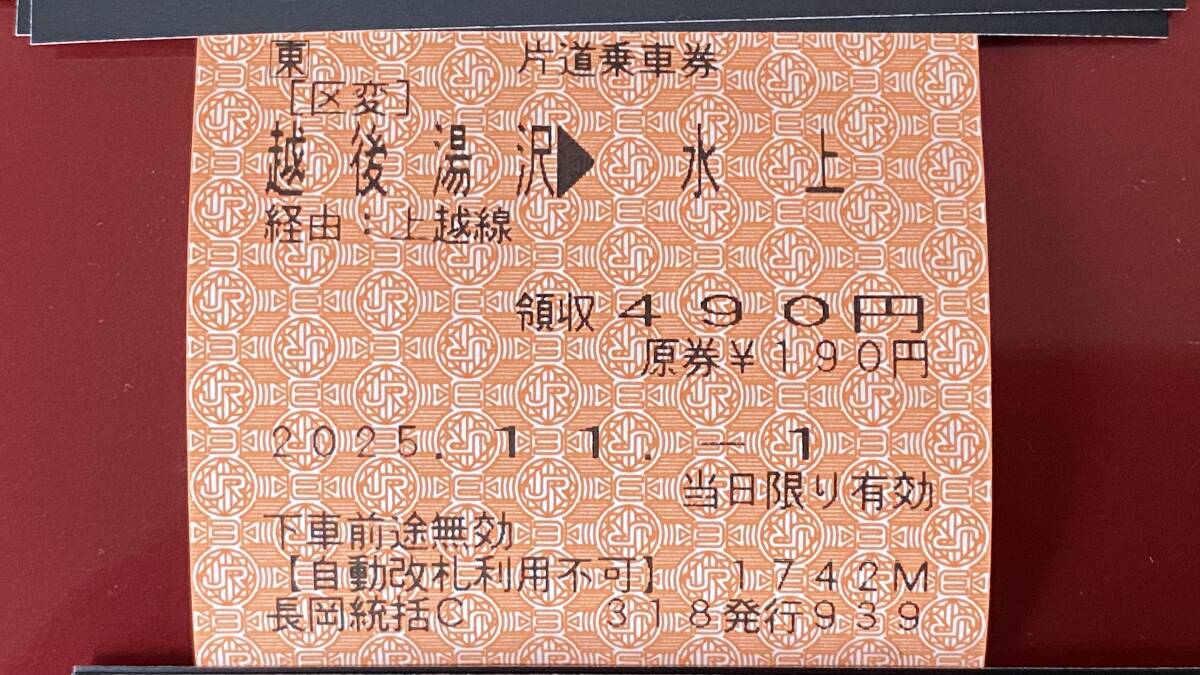 東 片道乗車券
[区変]
越後湯沢▶水上
経由：上越線
領収490円
原券￥190円
2025.11.-1
当日限り有効
下車前途無効
【自動改札利用不可】 1742M
長岡統括C 318発行939